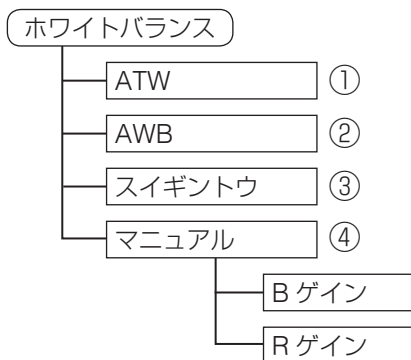 ホワイトバランス
ATW ①
AWB ②
スイギントウ ③
マニュアル ④
B ゲイン
R ゲイン